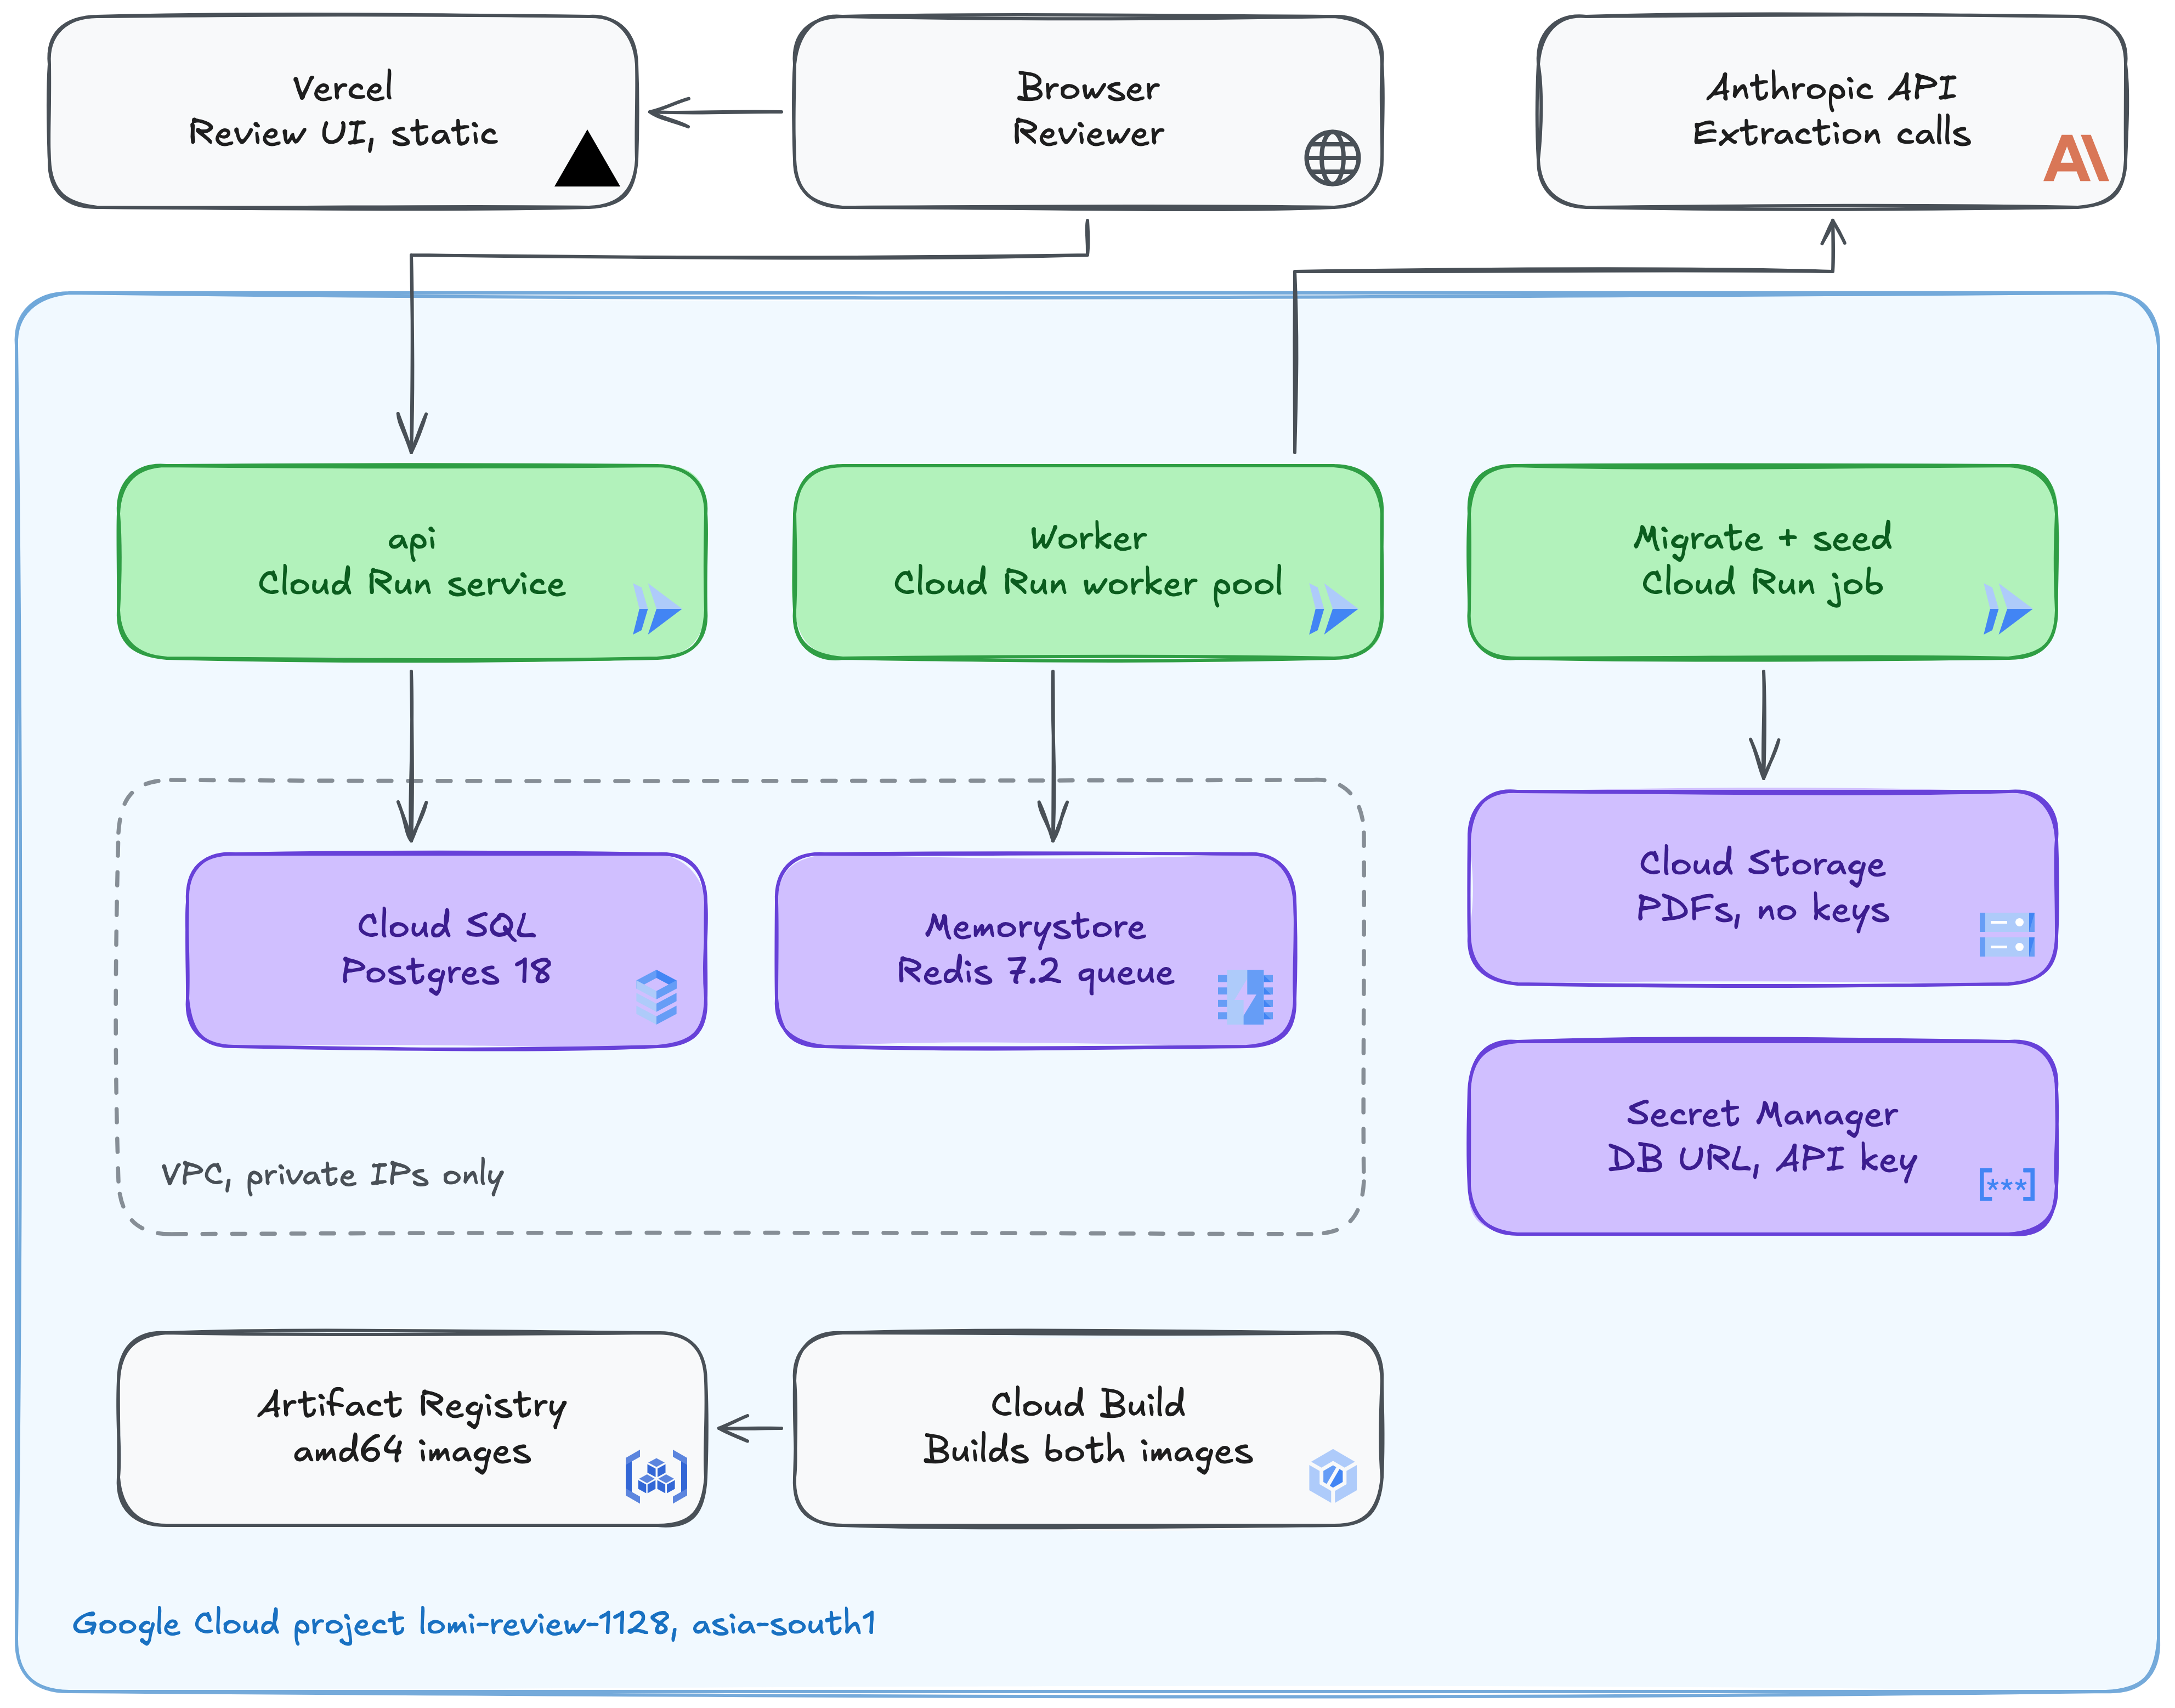 Vercel
Review UI, static
Browser
Reviewer
Anthropic API
Extraction calls
api
Cloud Run service
Worker
Cloud Run worker pool
Migrate + seed
Cloud Run job
Cloud SQL
Postgres 18
Memorystore
Redis 7.2 queue
Cloud Storage
PDFs, no keys
Secret Manager
DB URL, API key
[***]
VPC, private IPs only
Artifact Registry
amd64 images
Cloud Build
Builds both images
Google Cloud project lomi-review-1128, asia-south1